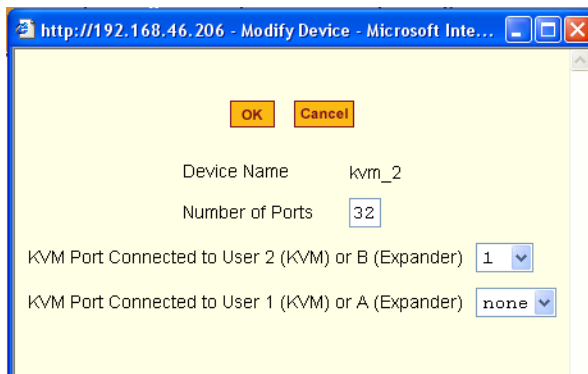 http://192.168.46.206 - Modify Device - Microsoft Inte...
OK Cancel
Device Name kvm_2
Number of Ports 32
KVM Port Connected to User 2 (KVM) or B (Expander) 1
KVM Port Connected to User 1 (KVM) or A (Expander) none